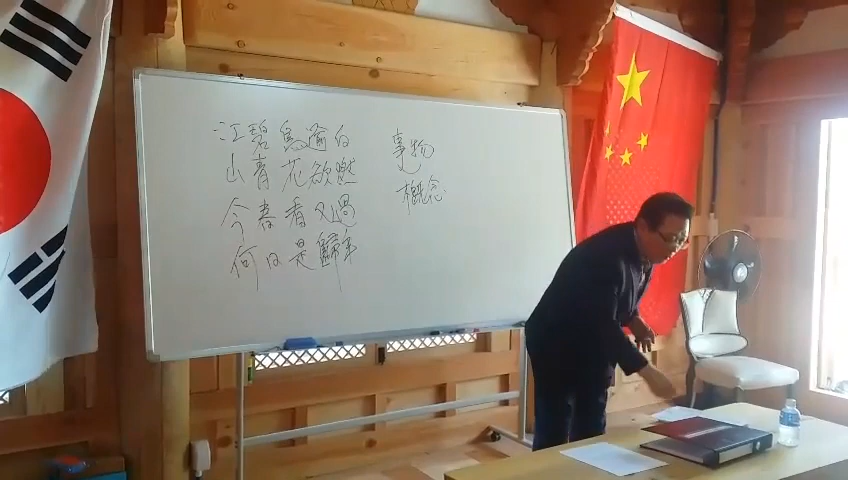 江碧鳥逾白
山青花欲燃
今春看又過
何日是歸年
事物
概念